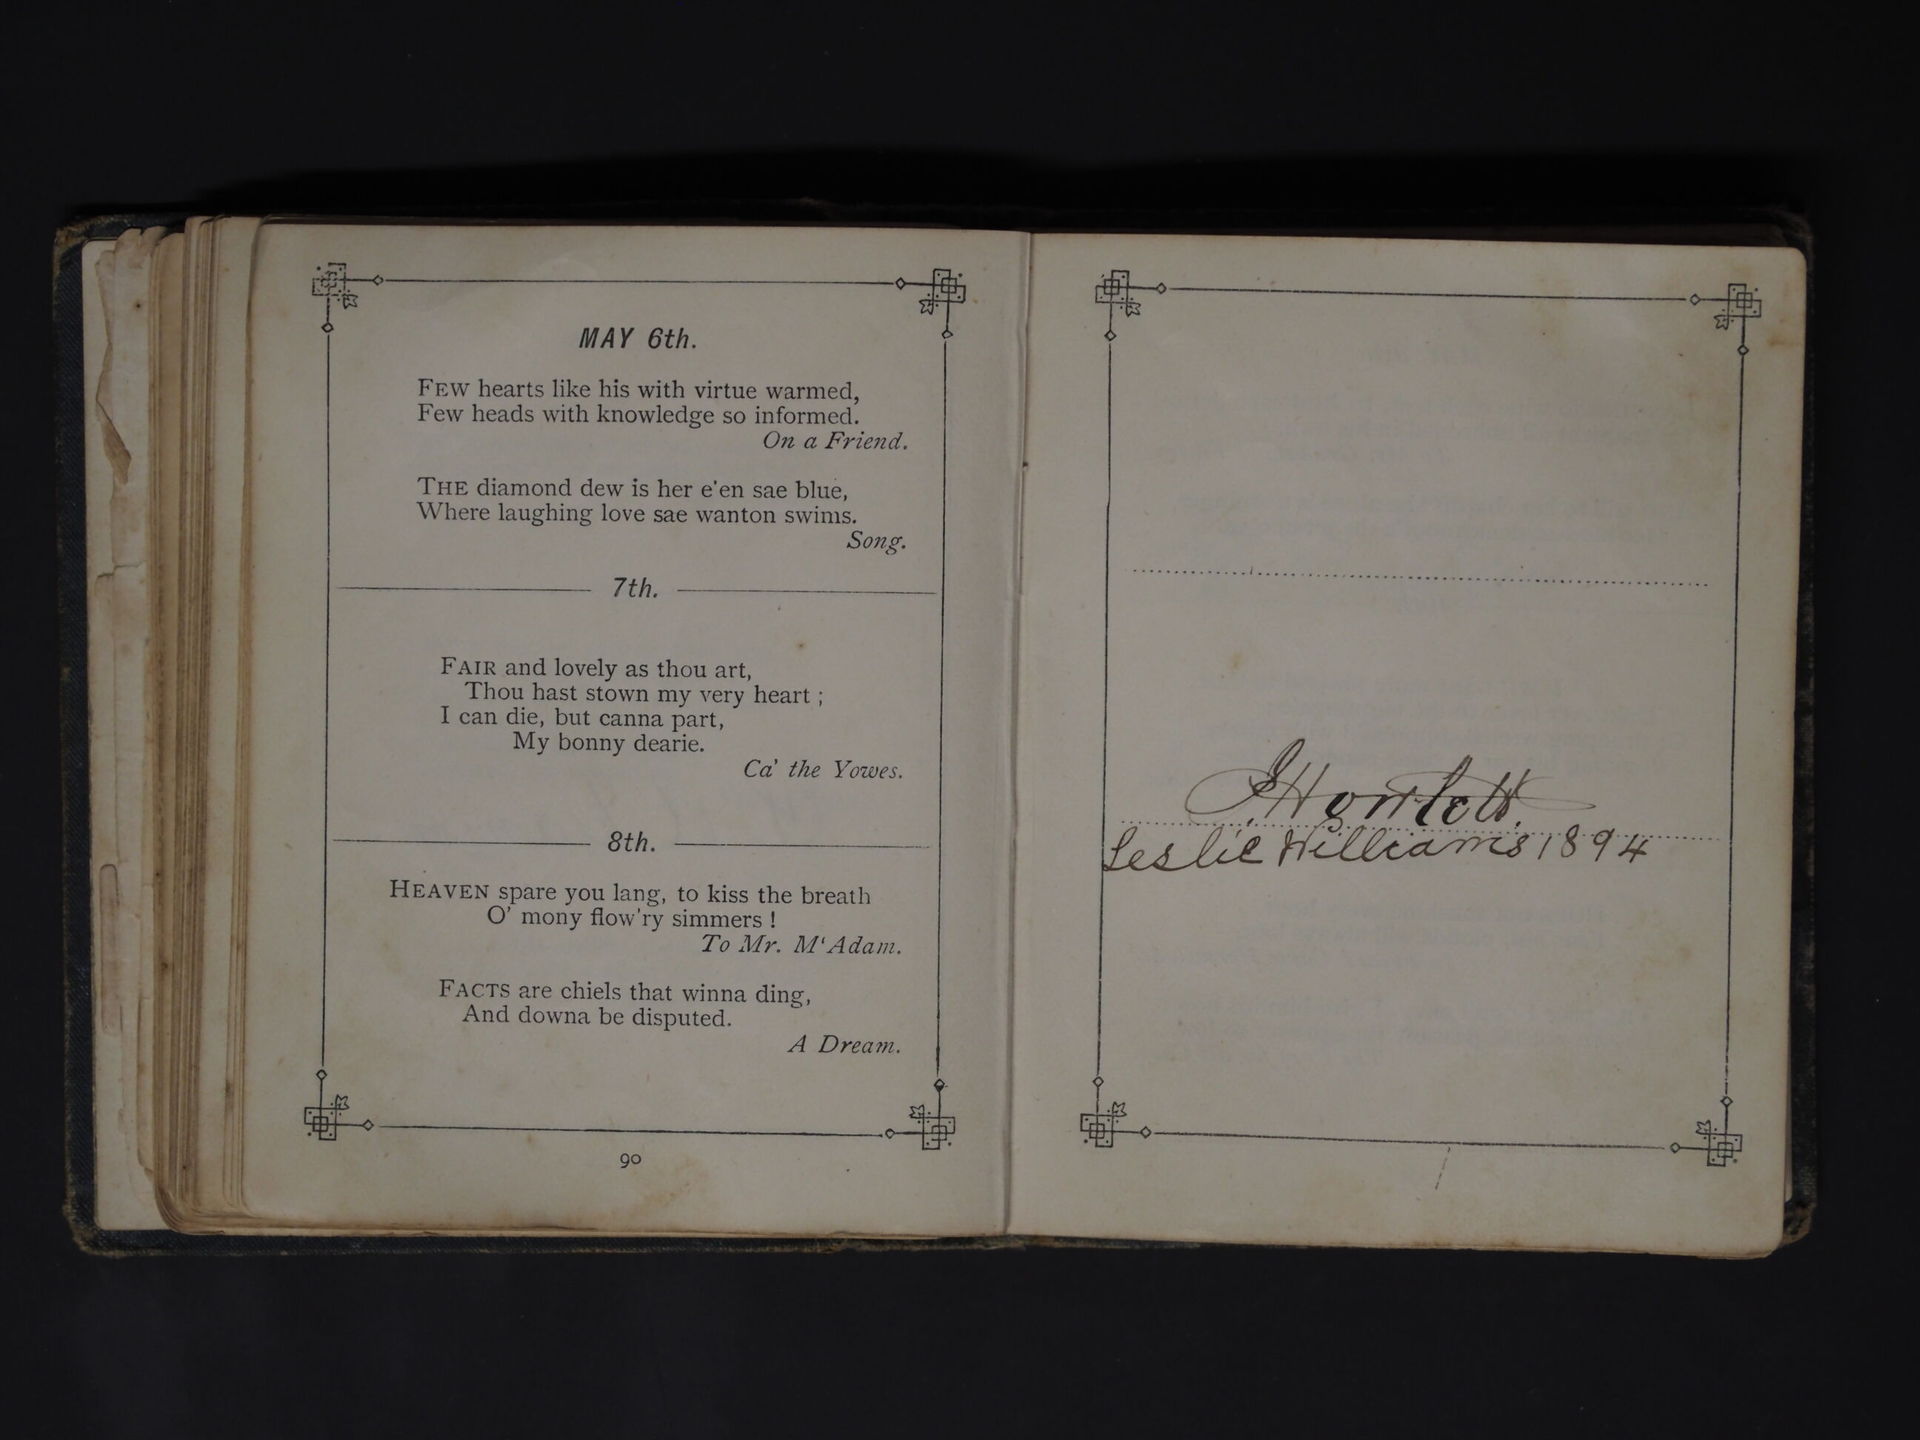 MAY 6th.
FEW hearts like his with virtue warmed,
Few heads with knowledge so informed.
On a Friend.
THE diamond dew is her e'en sae blue,
Where laughing love sae wanton swims.
Song.
7th.
FAIR and lovely as thou art,
Thou hast stown my very heart ;
I can die, but canna part,
My bonny dearie.
Ca' the Yowes.
8th.
HEAVEN spare you lang, to kiss the breath
O' mony flow'ry simmers !
To Mr. M‘Adam.
FACTS are chiels that winna ding,
And downa be disputed.
A Dream.
90
Howlett.
Leslie Williams 1894